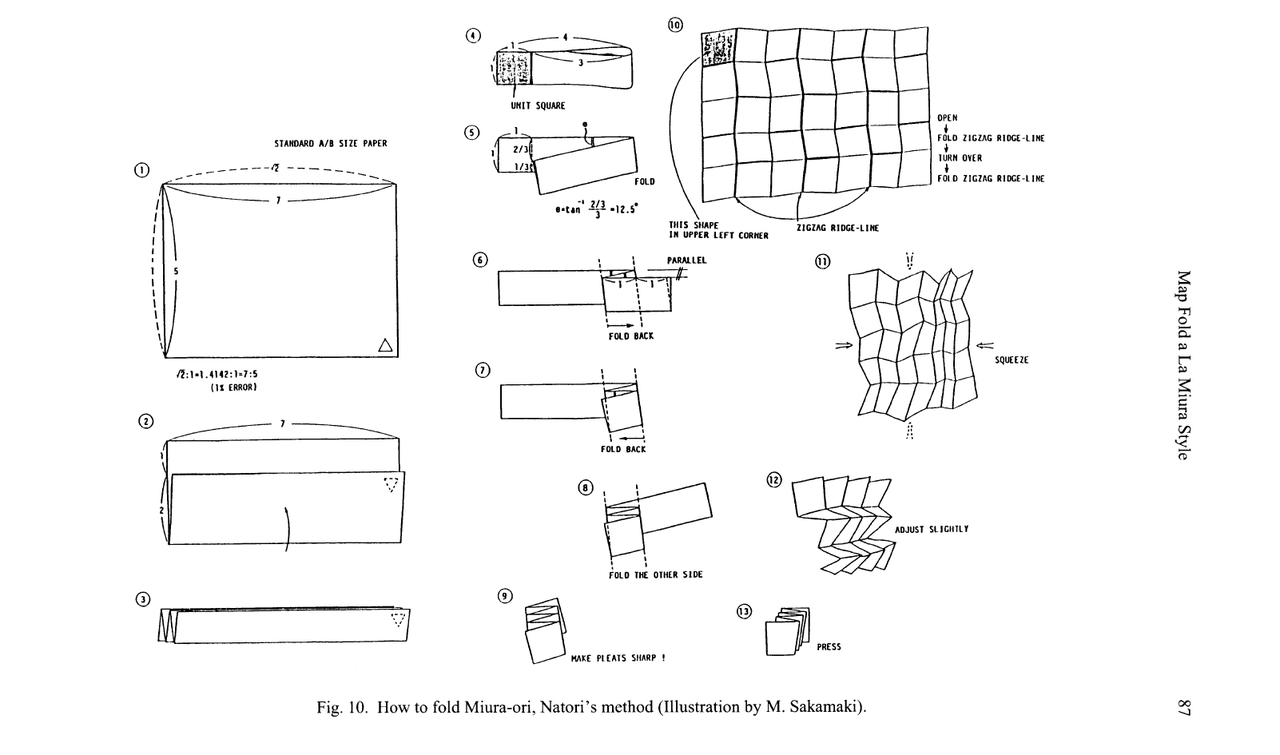 ①
STANDARD A/B SIZE PAPER
√2
7
5
√2:1=1.4142:1=7:5
(1% ERROR)
②
7
2
③
④
1
4
3
1
UNIT SQUARE
⑤
1
θ
1
2/3
1/3
FOLD
θ=tan⁻¹ 2/3 / 3 =12.5°
⑥
PARALLEL
1
1
FOLD BACK
⑦
FOLD BACK
⑧
FOLD THE OTHER SIDE
⑨
MAKE PLEATS SHARP !
⑩
OPEN
FOLD ZIGZAG RIDGE-LINE
TURN OVER
FOLD ZIGZAG RIDGE-LINE
THIS SHAPE
IN UPPER LEFT CORNER
ZIGZAG RIDGE-LINE
⑪
SQUEEZE
⑫
ADJUST SLIGHTLY
⑬
PRESS
Fig. 10. How to fold Miura-ori, Natori's method (Illustration by M. Sakamaki).
Map Fold a La Miura Style
87